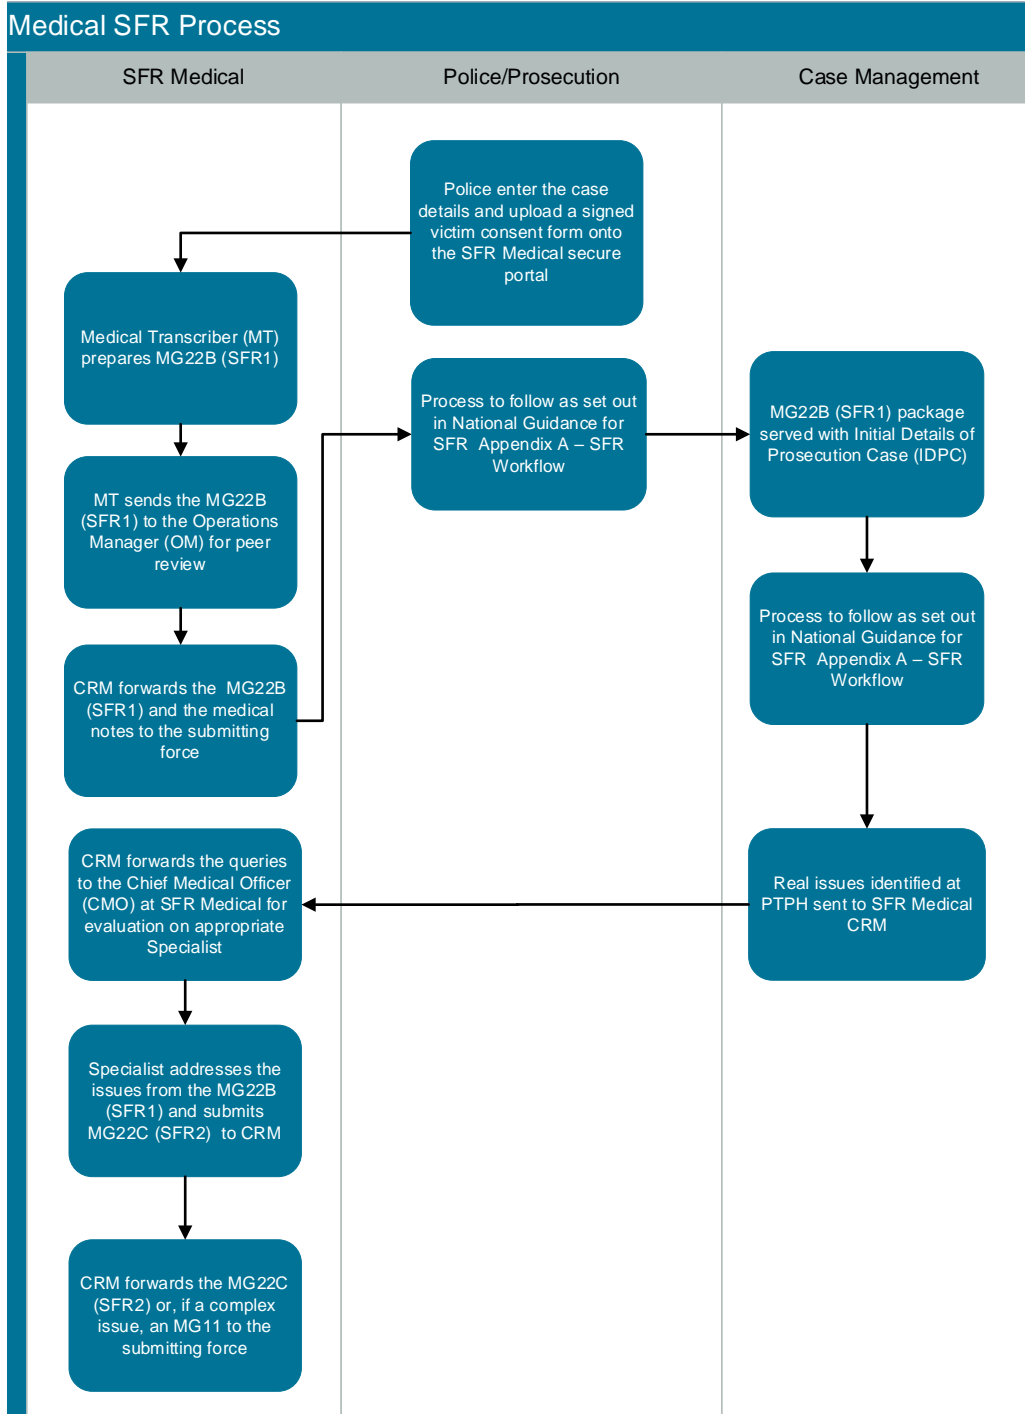 Medical SFR Process
SFR Medical
Police/Prosecution
Case Management
Police enter the case
details and upload a signed
victim consent form onto
the SFR Medical secure
portal
Medical Transcriber (MT)
prepares MG22B (SFR1)
MT sends the MG22B
(SFR1) to the Operations
Manager (OM) for peer
review
CRM forwards the MG22B
(SFR1) and the medical
notes to the submitting
force
Process to follow as set out
in National Guidance for
SFR Appendix A – SFR
Workflow
MG22B (SFR1) package
served with Initial Details of
Prosecution Case (IDPC)
Process to follow as set out
in National Guidance for
SFR Appendix A – SFR
Workflow
Real issues identified at
PTPH sent to SFR Medical
CRM
CRM forwards the queries
to the Chief Medical Officer
(CMO) at SFR Medical for
evaluation on appropriate
Specialist
Specialist addresses the
issues from the MG22B
(SFR1) and submits
MG22C (SFR2) to CRM
CRM forwards the MG22C
(SFR2) or, if a complex
issue, an MG11 to the
submitting force